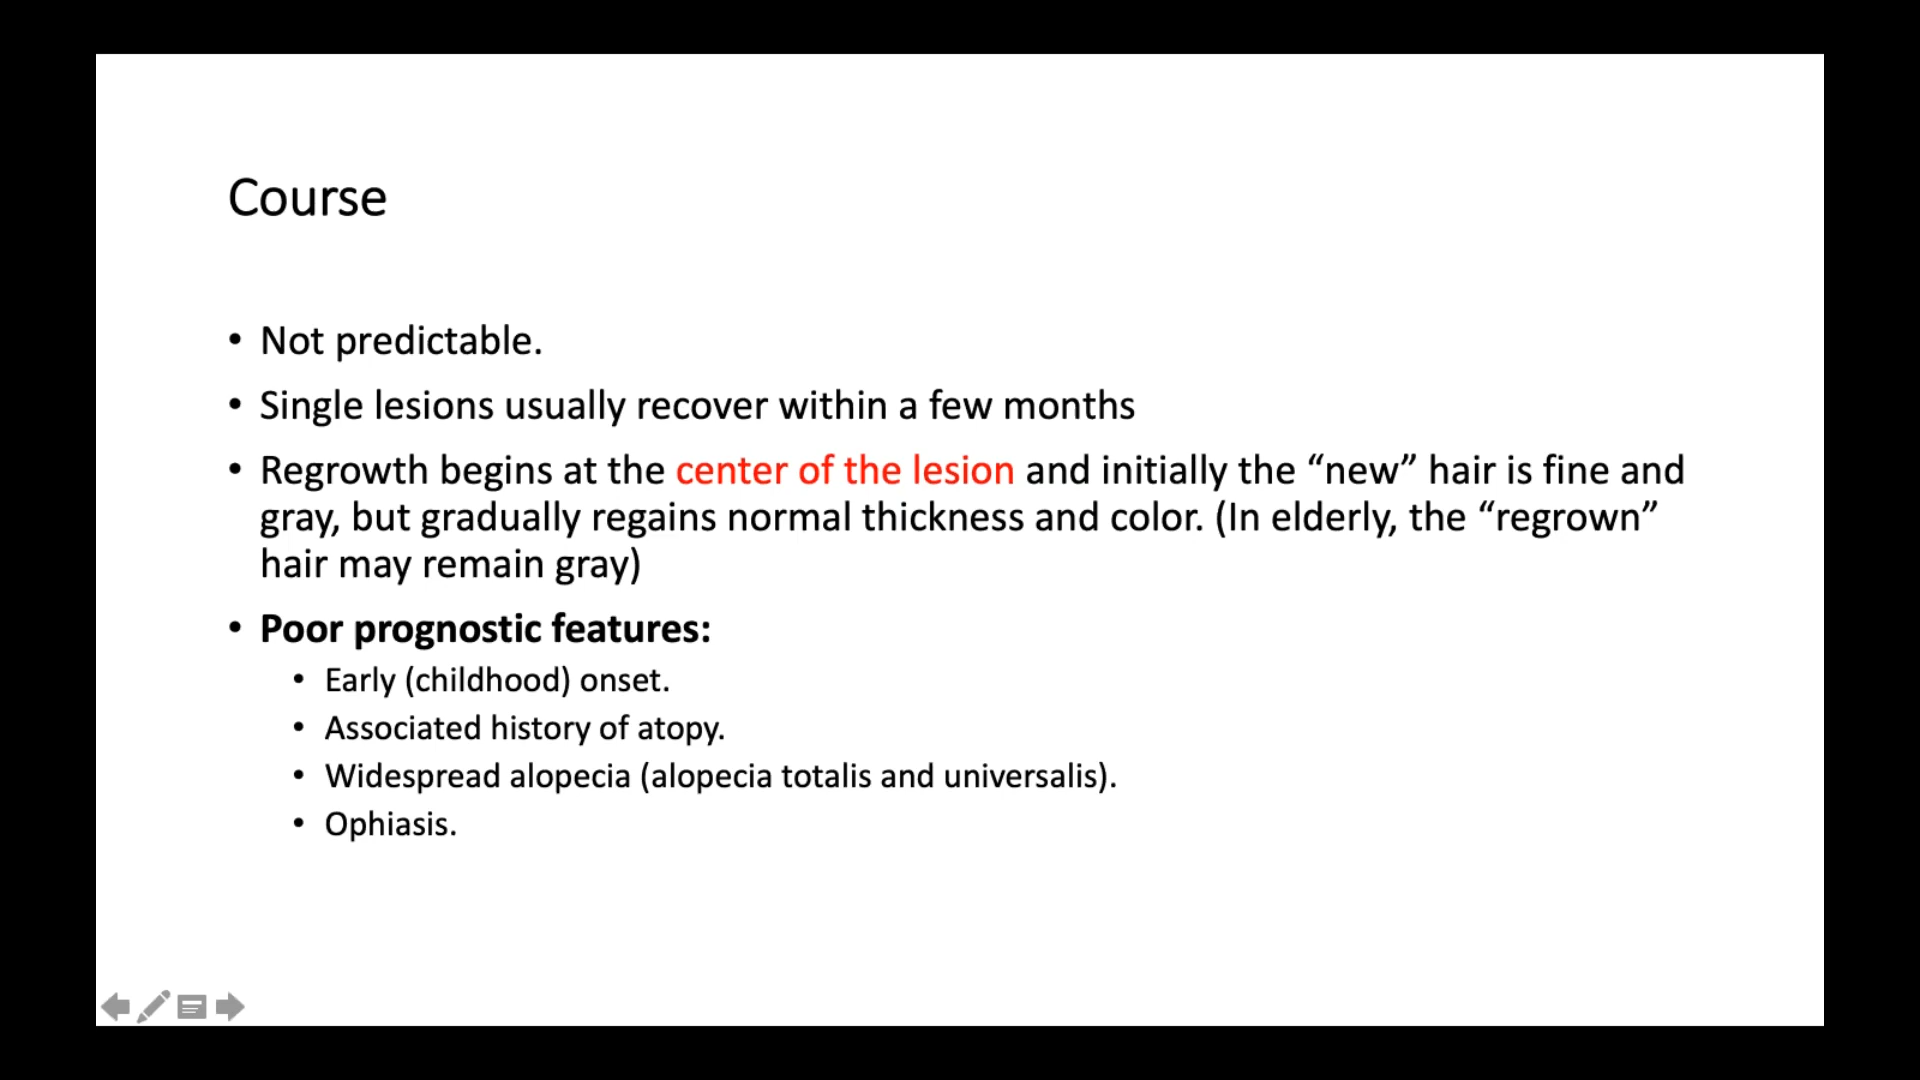 Course
• Not predictable.
• Single lesions usually recover within a few months
• Regrowth begins at the center of the lesion and initially the “new” hair is fine and
gray, but gradually regains normal thickness and color. (In elderly, the “regrown”
hair may remain gray)
• Poor prognostic features:
• Early (childhood) onset.
• Associated history of atopy.
• Widespread alopecia (alopecia totalis and universalis).
• Ophiasis.